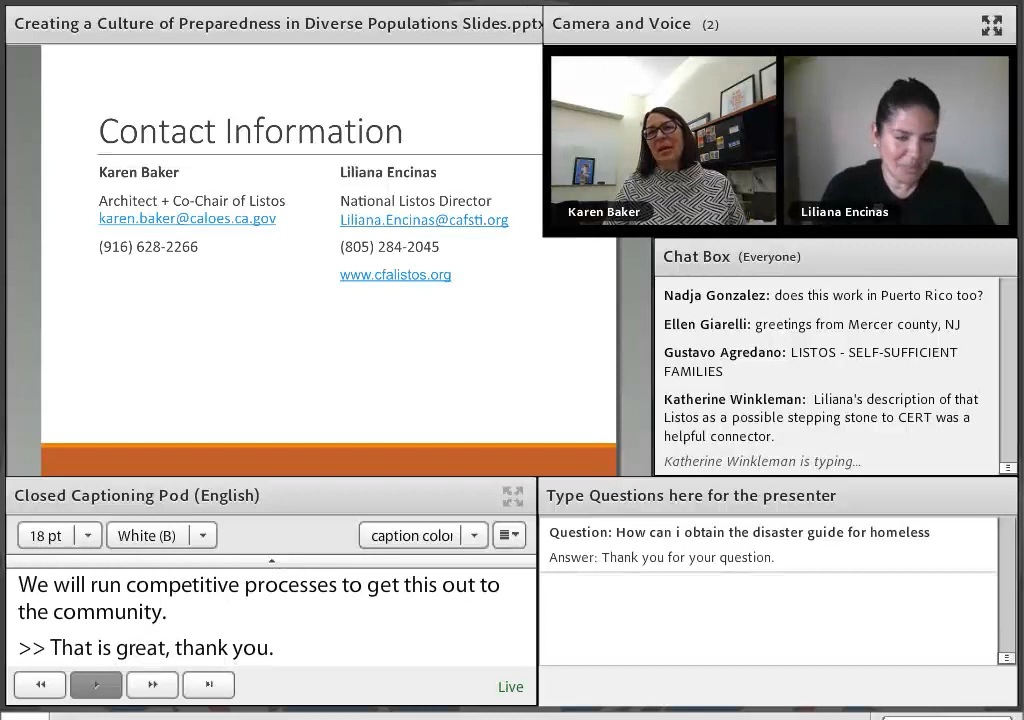 Creating a Culture of Preparedness in Diverse Populations Slides.pptx
Camera and Voice (2)
Contact Information
Karen Baker
Architect + Co-Chair of Listos
karen.baker@caloes.ca.gov
(916) 628-2266
Liliana Encinas
National Listos Director
Liliana.Encinas@cafsti.org
(805) 284-2045
www.cfalistos.org
Karen Baker
Liliana Encinas
Chat Box (Everyone)
Nadja Gonzalez: does this work in Puerto Rico too?
Ellen Giarelli: greetings from Mercer county, NJ
Gustavo Agredano: LISTOS - SELF-SUFFICIENT
FAMILIES
Katherine Winkleman: Liliana's description of that
Listos as a possible stepping stone to CERT was a
helpful connector.
Katherine Winkleman is typing...
Closed Captioning Pod (English)
18 pt
White (B)
caption color
We will run competitive processes to get this out to
the community.
>> That is great, thank you.
Live
Type Questions here for the presenter
Question: How can i obtain the disaster guide for homeless
Answer: Thank you for your question.